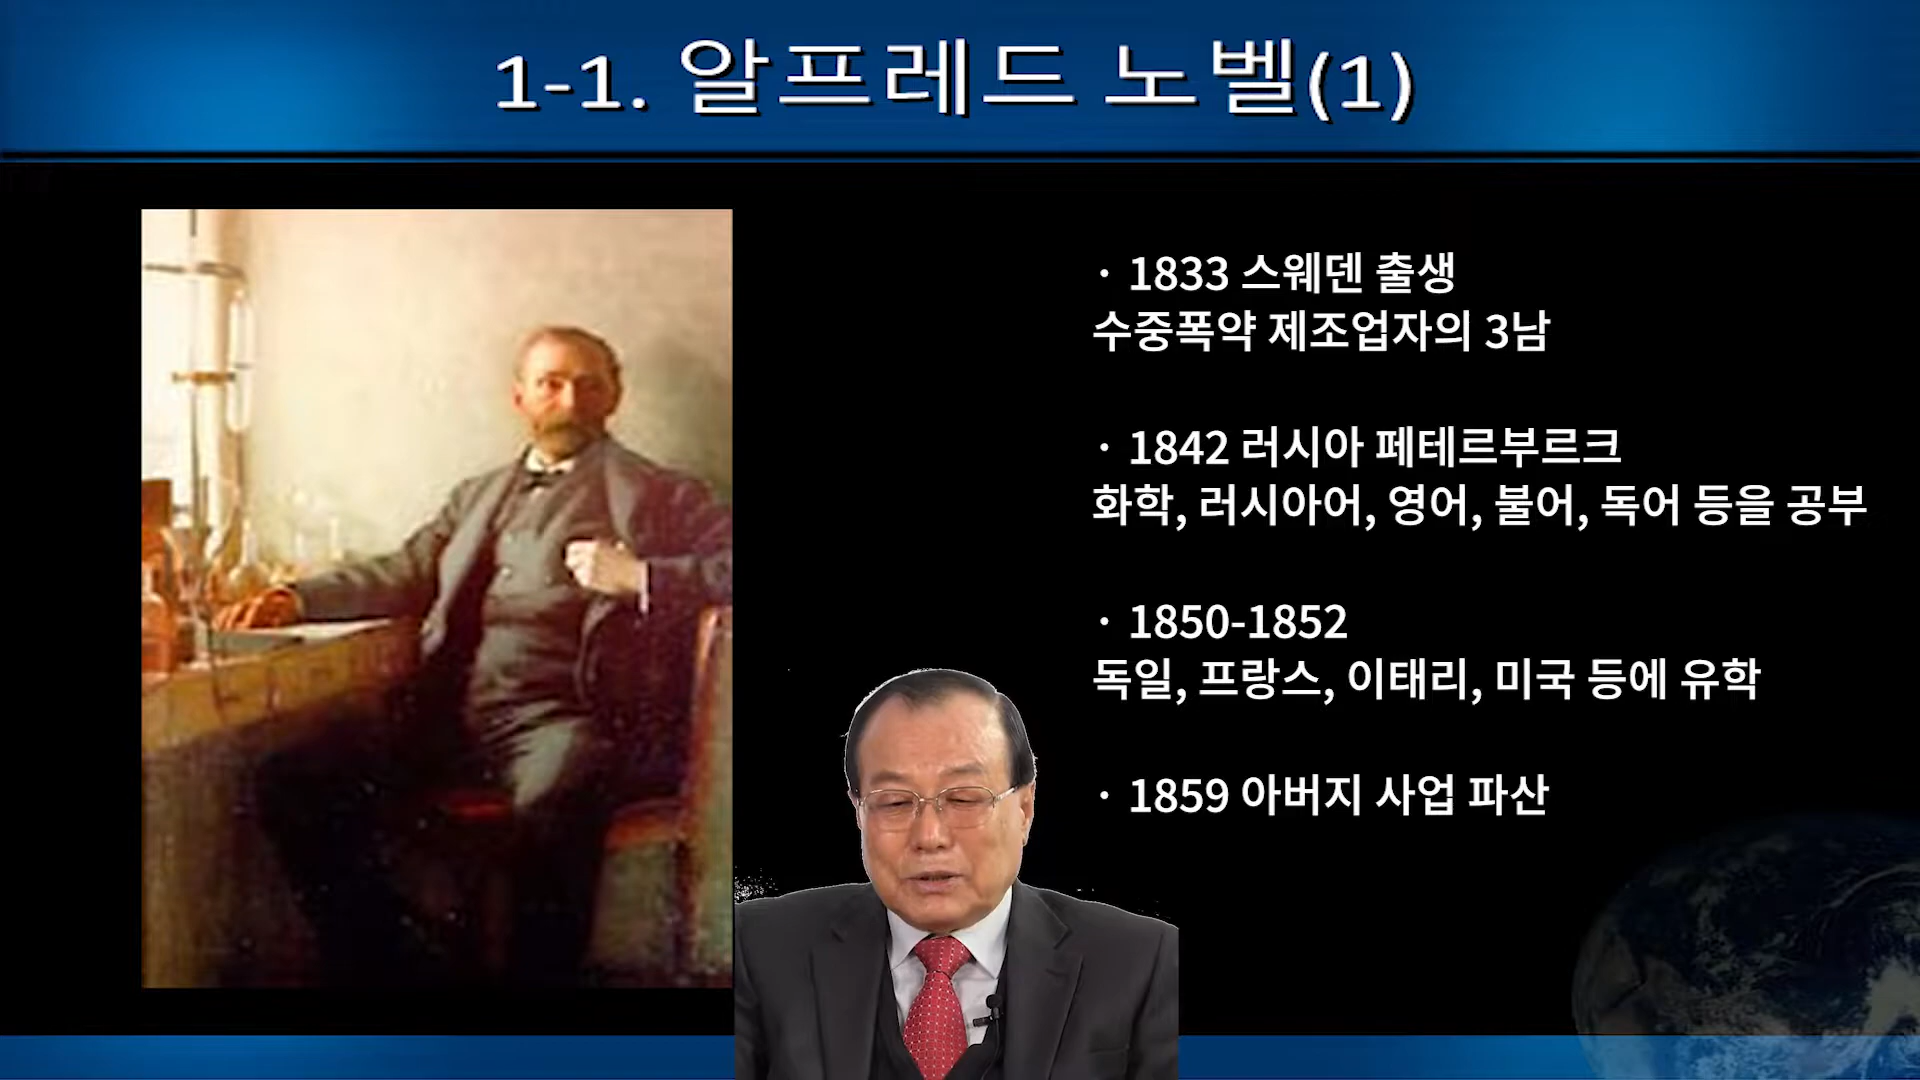 1-1. 알프레드 노벨(1)
· 1833 스웨덴 출생
수중폭약 제조업자의 3남
· 1842 러시아 페테르부르크
화학, 러시아어, 영어, 불어, 독어 등을 공부
· 1850-1852
독일, 프랑스, 이태리, 미국 등에 유학
· 1859 아버지 사업 파산